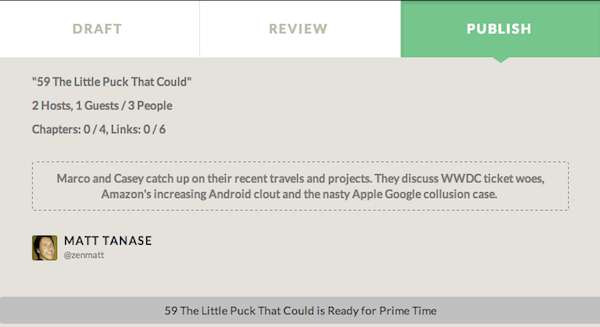 DRAFT REVIEW PUBLISH
"59 The Little Puck That Could"
2 Hosts, 1 Guests / 3 People
Chapters: 0 / 4, Links: 0 / 6
Marco and Casey catch up on their recent travels and projects. They discuss WWDC ticket woes,
Amazon's increasing Android clout and the nasty Apple Google collusion case.
MATT TANASE
@zenmatt
59 The Little Puck That Could is Ready for Prime Time